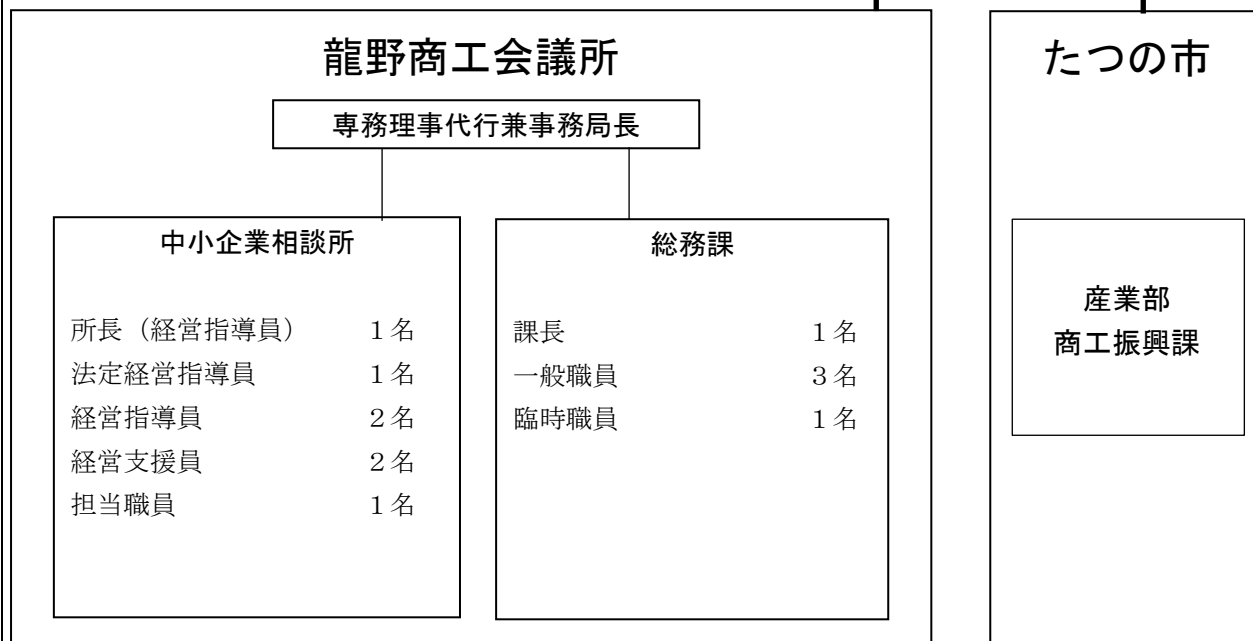 龍野商工会議所
専務理事代行兼事務局長
中小企業相談所
所長（経営指導員） １名
法定経営指導員 １名
経営指導員 ２名
経営支援員 ２名
担当職員 １名
総務課
課長 １名
一般職員 ３名
臨時職員 １名
たつの市
産業部
商工振興課